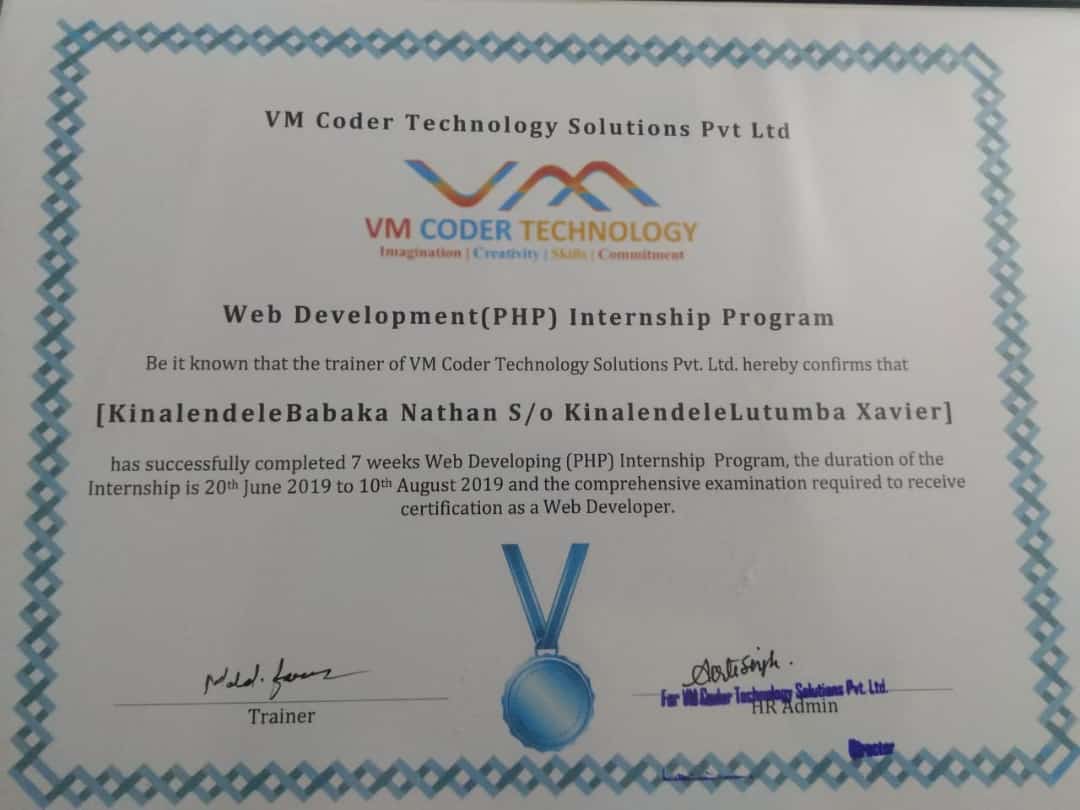 VM Coder Technology Solutions Pvt Ltd
VM CODER TECHNOLOGY
Imagination | Creativity | Skills | Commitment
Web Development(PHP) Internship Program
Be it known that the trainer of VM Coder Technology Solutions Pvt. Ltd. hereby confirms that
[KinalendeleBabaka Nathan S/o KinalendeleLutumba Xavier]
has successfully completed 7 weeks Web Developing (PHP) Internship Program, the duration of the
Internship is 20th June 2019 to 10th August 2019 and the comprehensive examination required to receive
certification as a Web Developer.
Trainer
For VM Coder Technology Solutions Pvt. Ltd.
HR Admin
Director